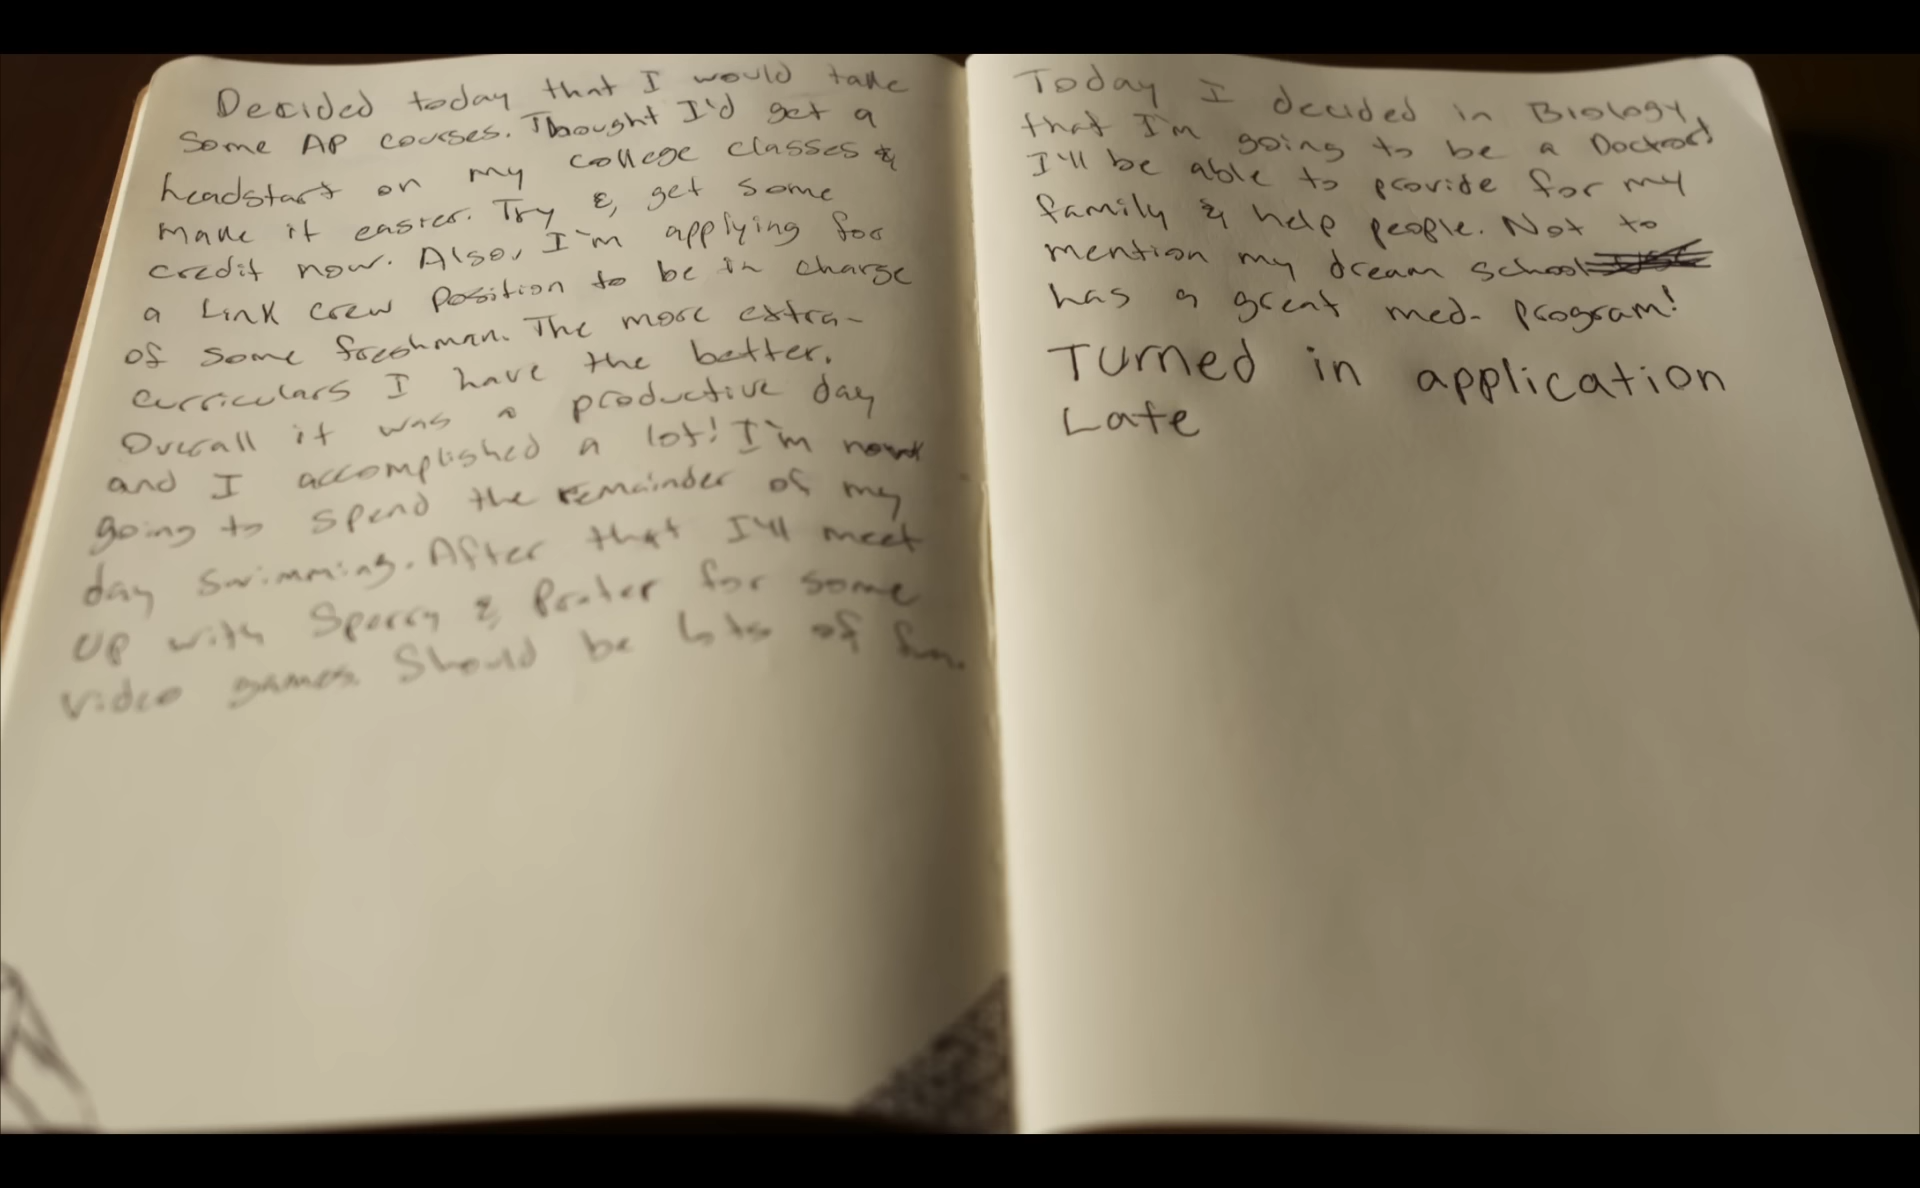 Decided today that I would take
some AP courses. Thought I'd get a
headstart on my college classes &
make it easier. Try & get some
credit now. Also, I'm applying for
a Link crew position to be in charge
of some freshman. The more extra-
curriculars I have the better.
Overall it was a productive day
and I accomplished a lot! I'm now
going to spend the remainder of my
day swimming. After that I'll meet
up with Sperry & Prater for some
video games. Should be lots of fun.
Today I decided in Biology
that I'm going to be a Doctor!
I'll be able to provide for my
family & help people. Not to
mention my dream school
has a great med. program!
Turned in application
Late